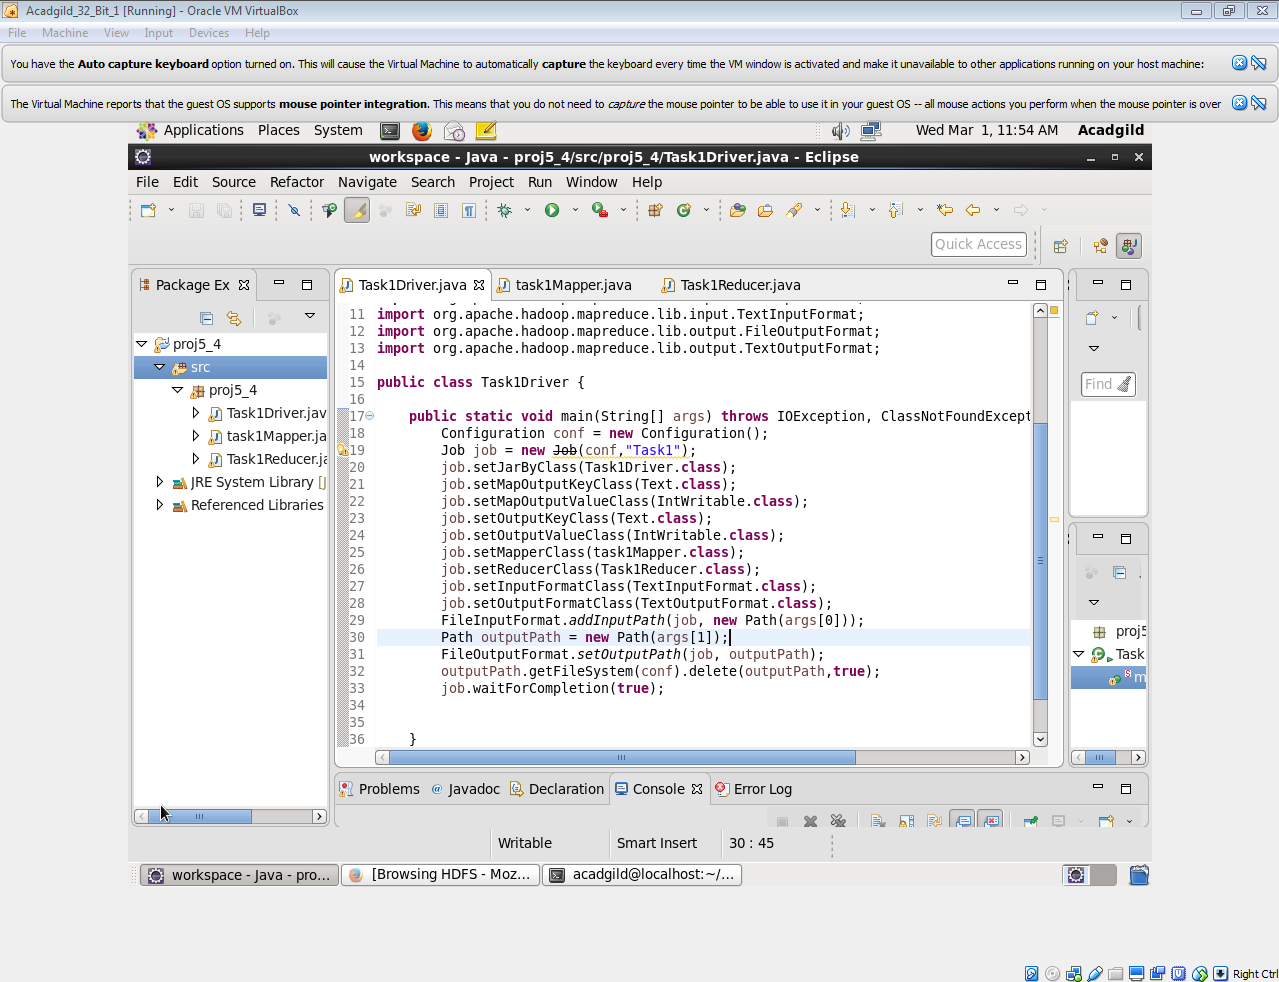 Acadgild_32_Bit_1 [Running] - Oracle VM VirtualBox
File Machine View Input Devices Help
You have the Auto capture keyboard option turned on. This will cause the Virtual Machine to automatically capture the keyboard every time the VM window is activated and make it unavailable to other applications running on your host machine:
The Virtual Machine reports that the guest OS supports mouse pointer integration. This means that you do not need to capture the mouse pointer to be able to use it in your guest OS -- all mouse actions you perform when the mouse pointer is over
Applications Places System Wed Mar 1, 11:54 AM Acadgild
workspace - Java - proj5_4/src/proj5_4/Task1Driver.java - Eclipse
File Edit Source Refactor Navigate Search Project Run Window Help
Quick Access
Package Ex
Task1Driver.java task1Mapper.java Task1Reducer.java
proj5_4
src
proj5_4
Task1Driver.jav
task1Mapper.ja
Task1Reducer.ja
JRE System Library [J
Referenced Libraries
11 import org.apache.hadoop.mapreduce.lib.input.TextInputFormat;
12 import org.apache.hadoop.mapreduce.lib.output.FileOutputFormat;
13 import org.apache.hadoop.mapreduce.lib.output.TextOutputFormat;
14
15 public class Task1Driver {
16
17 public static void main(String[] args) throws IOException, ClassNotFoundExcept
18 Configuration conf = new Configuration();
19 Job job = new Job(conf,"Task1");
20 job.setJarByClass(Task1Driver.class);
21 job.setMapOutputKeyClass(Text.class);
22 job.setMapOutputValueClass(IntWritable.class);
23 job.setOutputKeyClass(Text.class);
24 job.setOutputValueClass(IntWritable.class);
25 job.setMapperClass(task1Mapper.class);
26 job.setReducerClass(Task1Reducer.class);
27 job.setInputFormatClass(TextInputFormat.class);
28 job.setOutputFormatClass(TextOutputFormat.class);
29 FileInputFormat.addInputPath(job, new Path(args[0]));
30 Path outputPath = new Path(args[1]);
31 FileOutputFormat.setOutputPath(job, outputPath);
32 outputPath.getFileSystem(conf).delete(outputPath,true);
33 job.waitForCompletion(true);
34
35
36 }
Find
proj5
Task
m
Problems @ Javadoc Declaration Console Error Log
Writable Smart Insert 30 : 45
workspace - Java - pro... [Browsing HDFS - Moz... acadgild@localhost:~/...
Right Ctrl